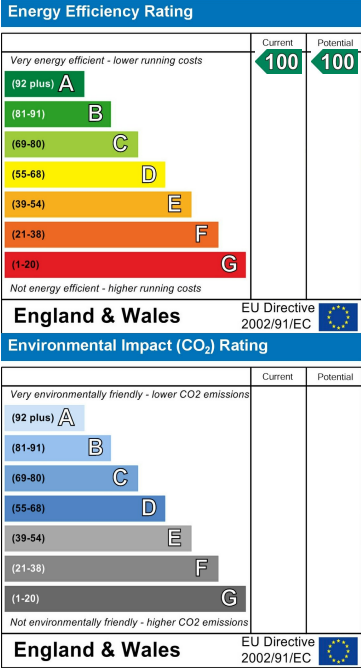 Energy Efficiency Rating
Current Potential
Very energy efficient - lower running costs
100 100
(92 plus) A
(81-91) B
(69-80) C
(55-68) D
(39-54) E
(21-38) F
(1-20) G
Not energy efficient - higher running costs
England & Wales
EU Directive
2002/91/EC
Environmental Impact (CO₂) Rating
Current Potential
Very environmentally friendly - lower CO2 emissions
(92 plus) A
(81-91) B
(69-80) C
(55-68) D
(39-54) E
(21-38) F
(1-20) G
Not environmentally friendly - higher CO2 emissions
England & Wales
EU Directive
2002/91/EC